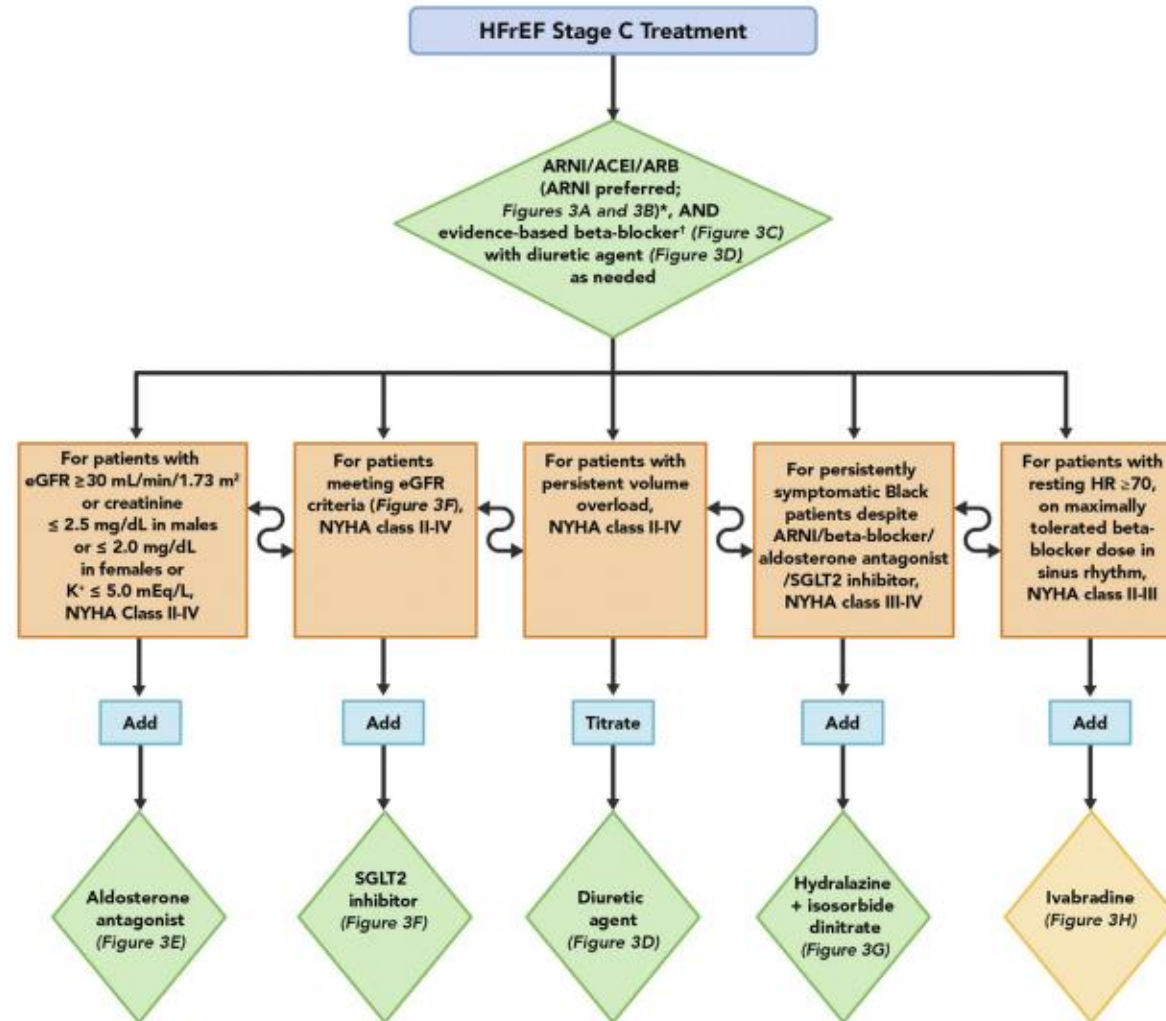 HFrEF Stage C Treatment
ARNI/ACEI/ARB
(ARNI preferred;
Figures 3A and 3B)*, AND
evidence-based beta-blocker† (Figure 3C)
with diuretic agent (Figure 3D)
as needed
For patients with
eGFR ≥30 mL/min/1.73 m²
or creatinine
≤ 2.5 mg/dL in males
or ≤ 2.0 mg/dL
in females or
K⁺ ≤ 5.0 mEq/L,
NYHA Class II-IV
For patients
meeting eGFR
criteria (Figure 3F),
NYHA class II-IV
For patients with
persistent volume
overload,
NYHA class II-IV
For persistently
symptomatic Black
patients despite
ARNI/beta-blocker/
aldosterone antagonist
/SGLT2 inhibitor,
NYHA class III-IV
For patients with
resting HR ≥70,
on maximally
tolerated beta-
blocker dose in
sinus rhythm,
NYHA class II-III
Add
Add
Titrate
Add
Add
Aldosterone
antagonist
(Figure 3E)
SGLT2
inhibitor
(Figure 3F)
Diuretic
agent
(Figure 3D)
Hydralazine
+ isosorbide
dinitrate
(Figure 3G)
Ivabradine
(Figure 3H)